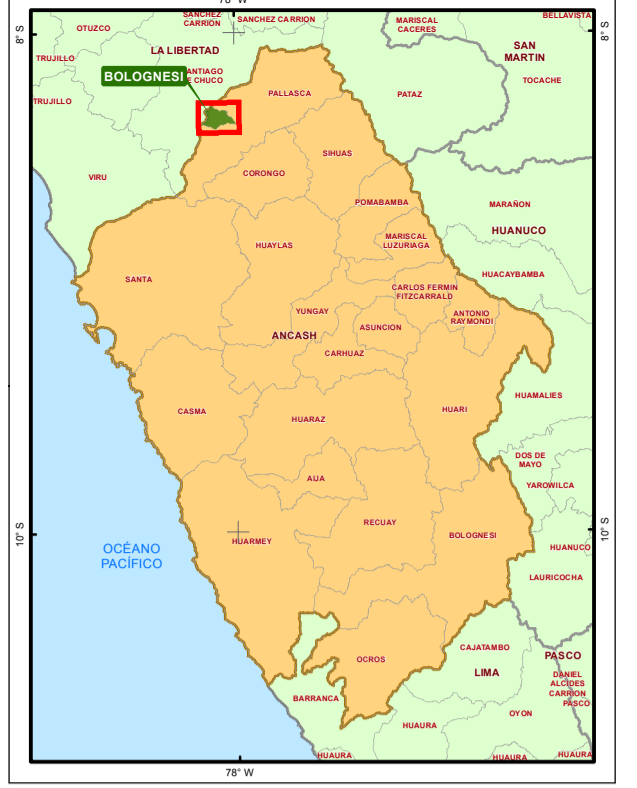 78° W
SANCHEZ
CARRIÓN
SANCHEZ CARRION
MARISCAL
CACERES
BELLAVISTA
OTUZCO
8° S
8° S
LA LIBERTAD
SAN
MARTIN
TRUJILLO
BOLOGNESI
ANTIAGO
E CHUCO
TOCACHE
PALLASCA
PATAZ
TRUJILLO
SIHUAS
VIRU
CORONGO
POMABAMBA
MARAÑON
HUANUCO
MARISCAL
LUZURIAGA
HUAYLAS
SANTA
HUACAYBAMBA
CARLOS FERMIN
FITZCARRALD
YUNGAY
ANTONIO
RAYMONDI
ASUNCION
ANCASH
CARHUAZ
HUAMALIES
CASMA
HUARAZ
HUARI
DOS DE
MAYO
AIJA
YAROWILCA
RECUAY
10° S
HUARMEY
BOLOGNESI
10° S
OCÉANO
PACÍFICO
HUANUCO
LAURICOCHA
OCROS
CAJATAMBO
PASCO
LIMA
DANIEL
ALCIDES
CARRION
PASCO
BARRANCA
OYON
HUAURA
HUAURA
HUAURA
HUAURA
78° W